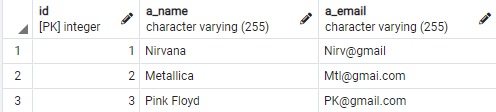 id a_name a_email
[PK] integer character varying (255) character varying (255)
1 1 Nirvana Nirv@gmail
2 2 Metallica Mtl@gmai.com
3 3 Pink Floyd PK@gmail.com